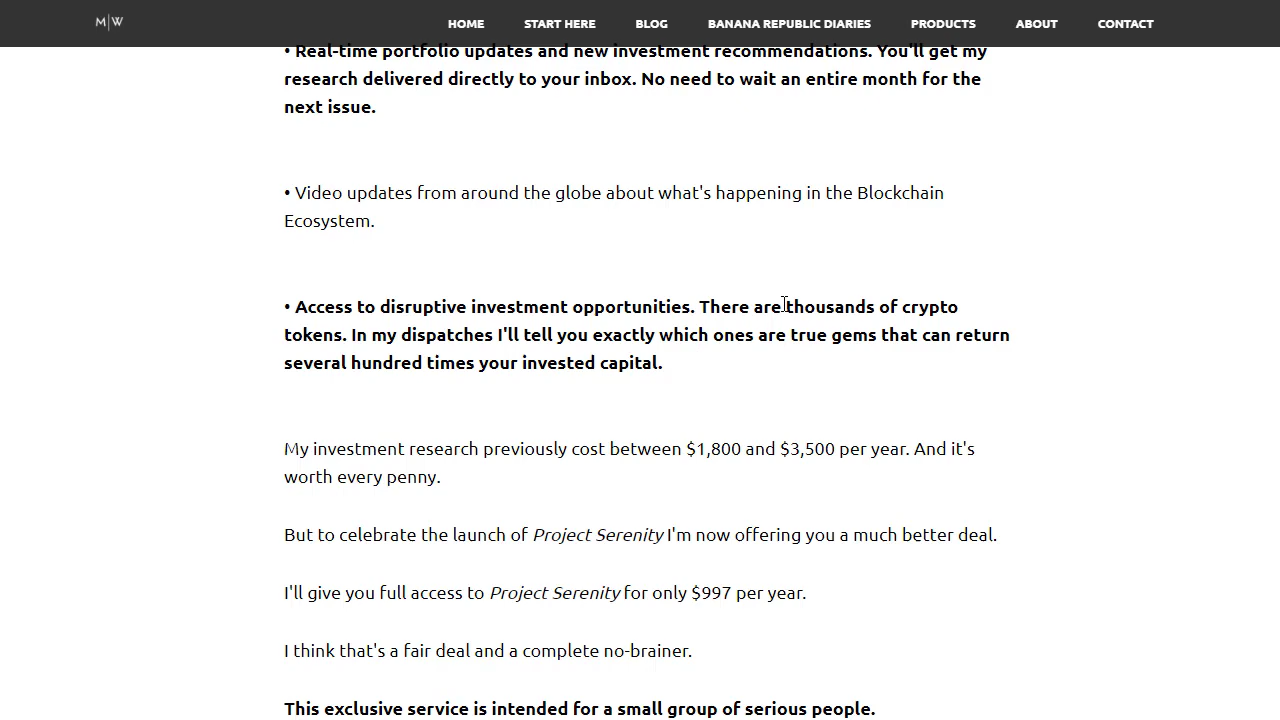 M|W HOME START HERE BLOG BANANA REPUBLIC DIARIES PRODUCTS ABOUT CONTACT
• Real-time portfolio updates and new investment recommendations. You'll get my
research delivered directly to your inbox. No need to wait an entire month for the
next issue.
• Video updates from around the globe about what's happening in the Blockchain
Ecosystem.
• Access to disruptive investment opportunities. There are thousands of crypto
tokens. In my dispatches I'll tell you exactly which ones are true gems that can return
several hundred times your invested capital.
My investment research previously cost between $1,800 and $3,500 per year. And it's
worth every penny.
But to celebrate the launch of Project Serenity I'm now offering you a much better deal.
I'll give you full access to Project Serenity for only $997 per year.
I think that's a fair deal and a complete no-brainer.
This exclusive service is intended for a small group of serious people.